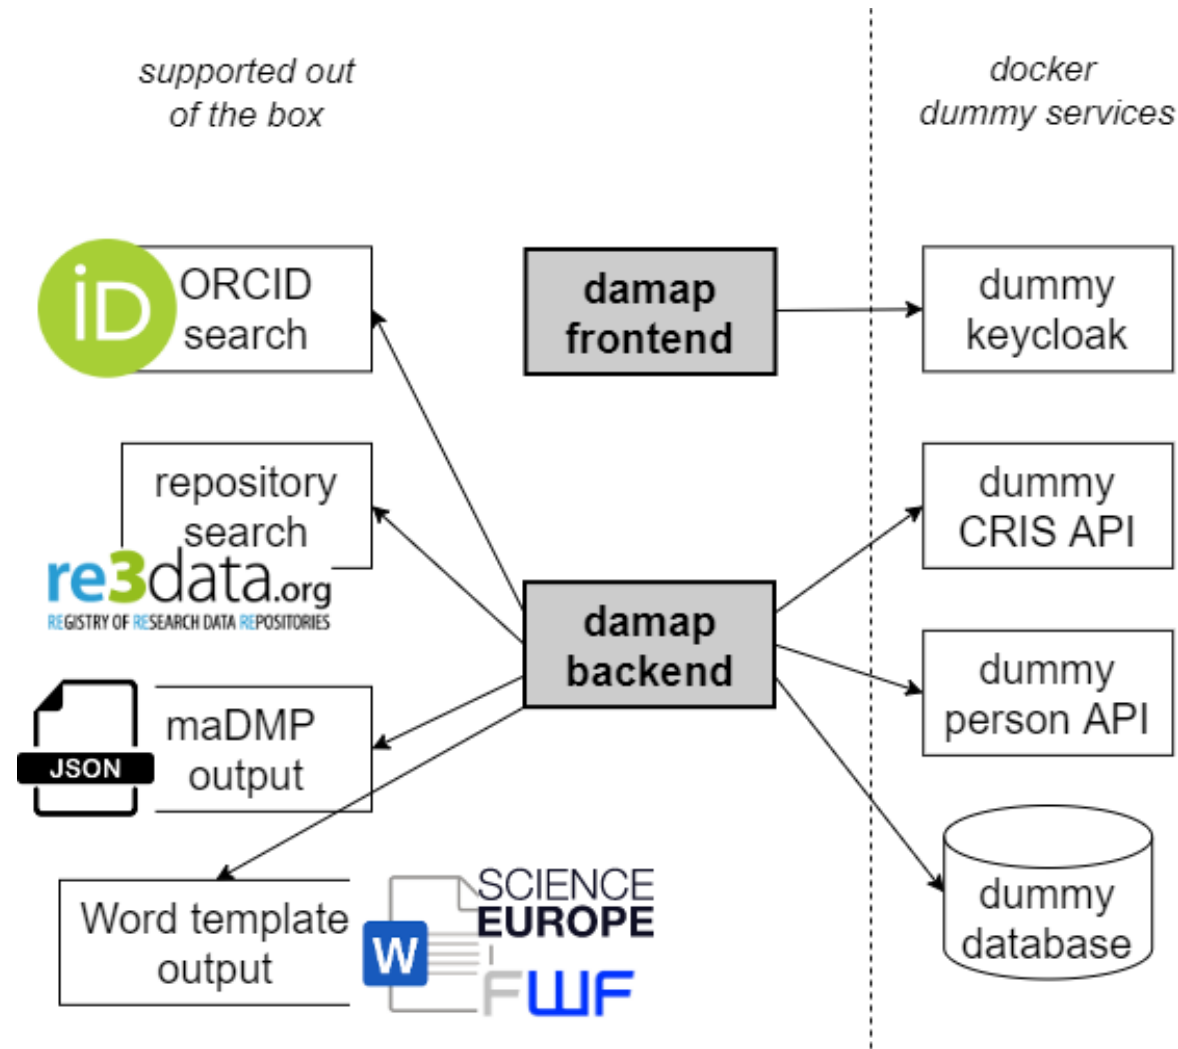 supported out
of the box
docker
dummy services
iD
ORCID
search
damap
frontend
dummy
keycloak
repository
search
re3data.org
REGISTRY OF RESEARCH DATA REPOSITORIES
dummy
CRIS API
damap
backend
dummy
person API
JSON
maDMP
output
Word template
output
W
SCIENCE
EUROPE
FWF
dummy
database